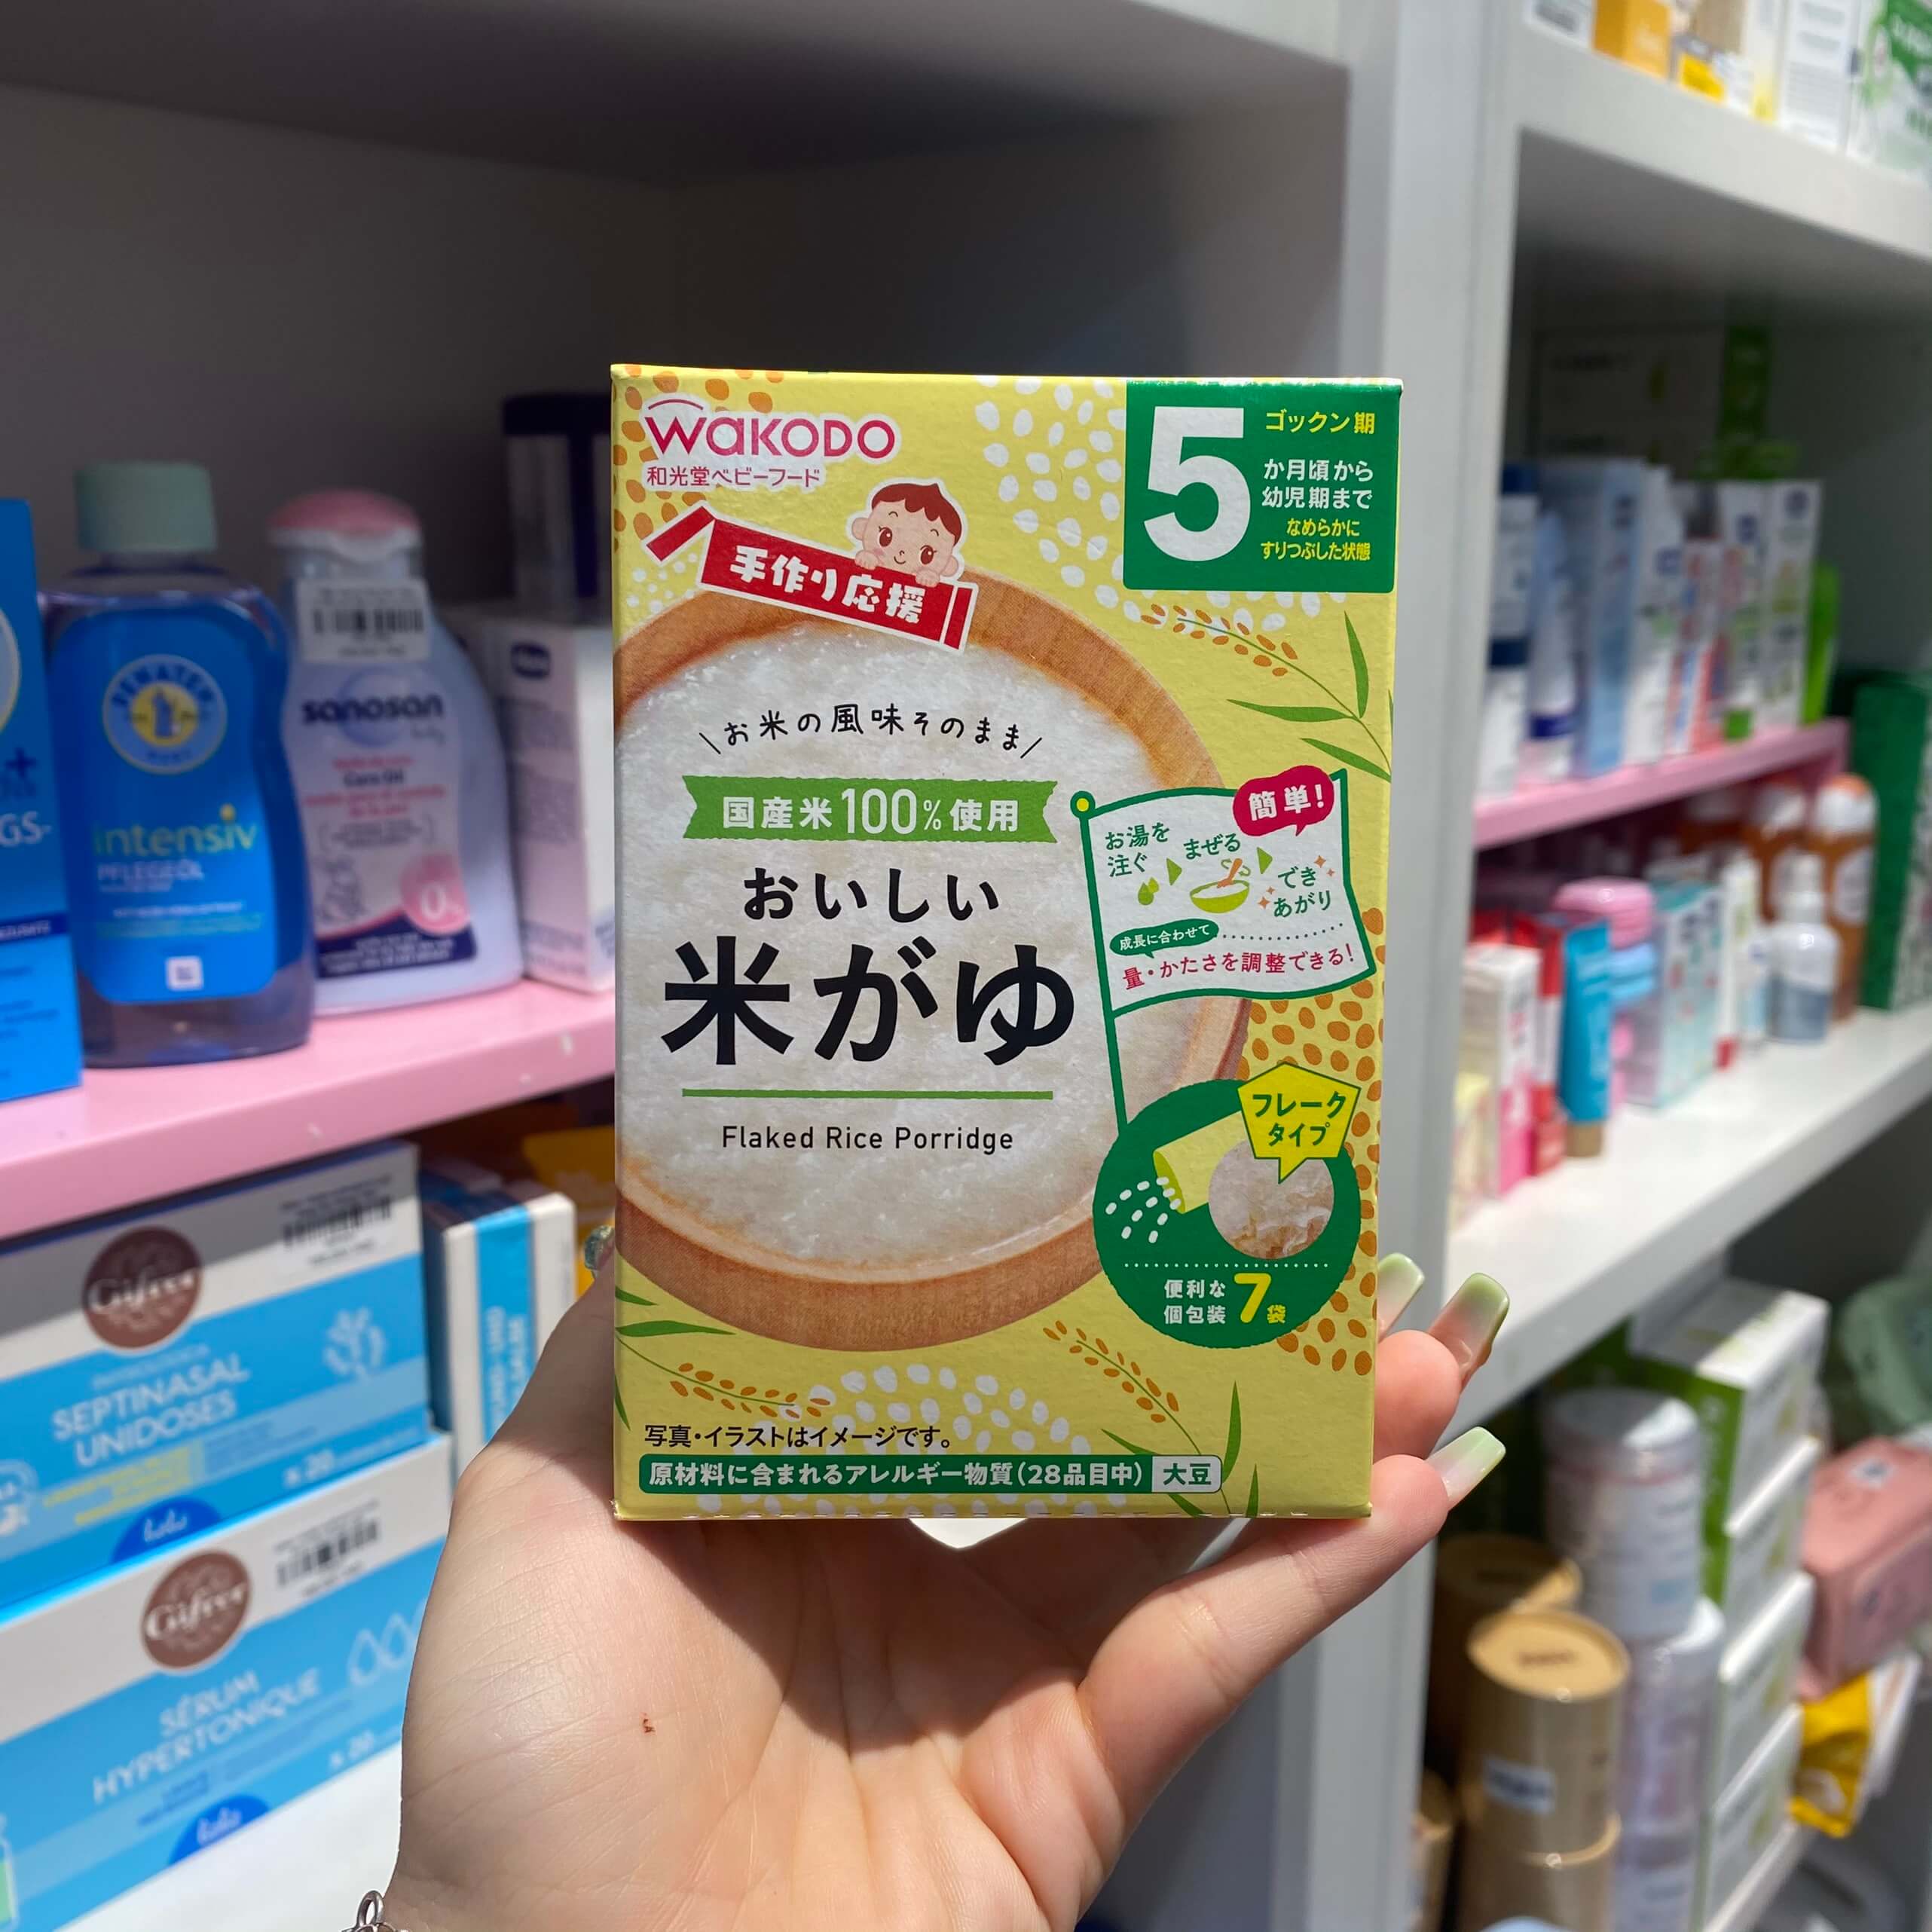 WAKODO
和光堂ベビーフード
手作り応援
5
ゴックン期
か月頃から
幼児期まで
なめらかに
すりつぶした状態
お米の風味そのまま
国産米100%使用
おいしい
米がゆ
Flaked Rice Porridge
簡単!
お湯を
注ぐ
まぜる
でき
あがり
成長に合わせて
量・かたさを調整できる!
フレーク
タイプ
便利な
個包装 7袋
写真・イラストはイメージです。
原材料に含まれるアレルギー物質(28品目中) 大豆
PENATEN
intensiv
PFLEGEÖL
sanosan
baby
Care Oil
0%
GS-
Gifrer
SEPTINASAL
UNIDOSES
Gifrer
SÉRUM
HYPERTONIQUE